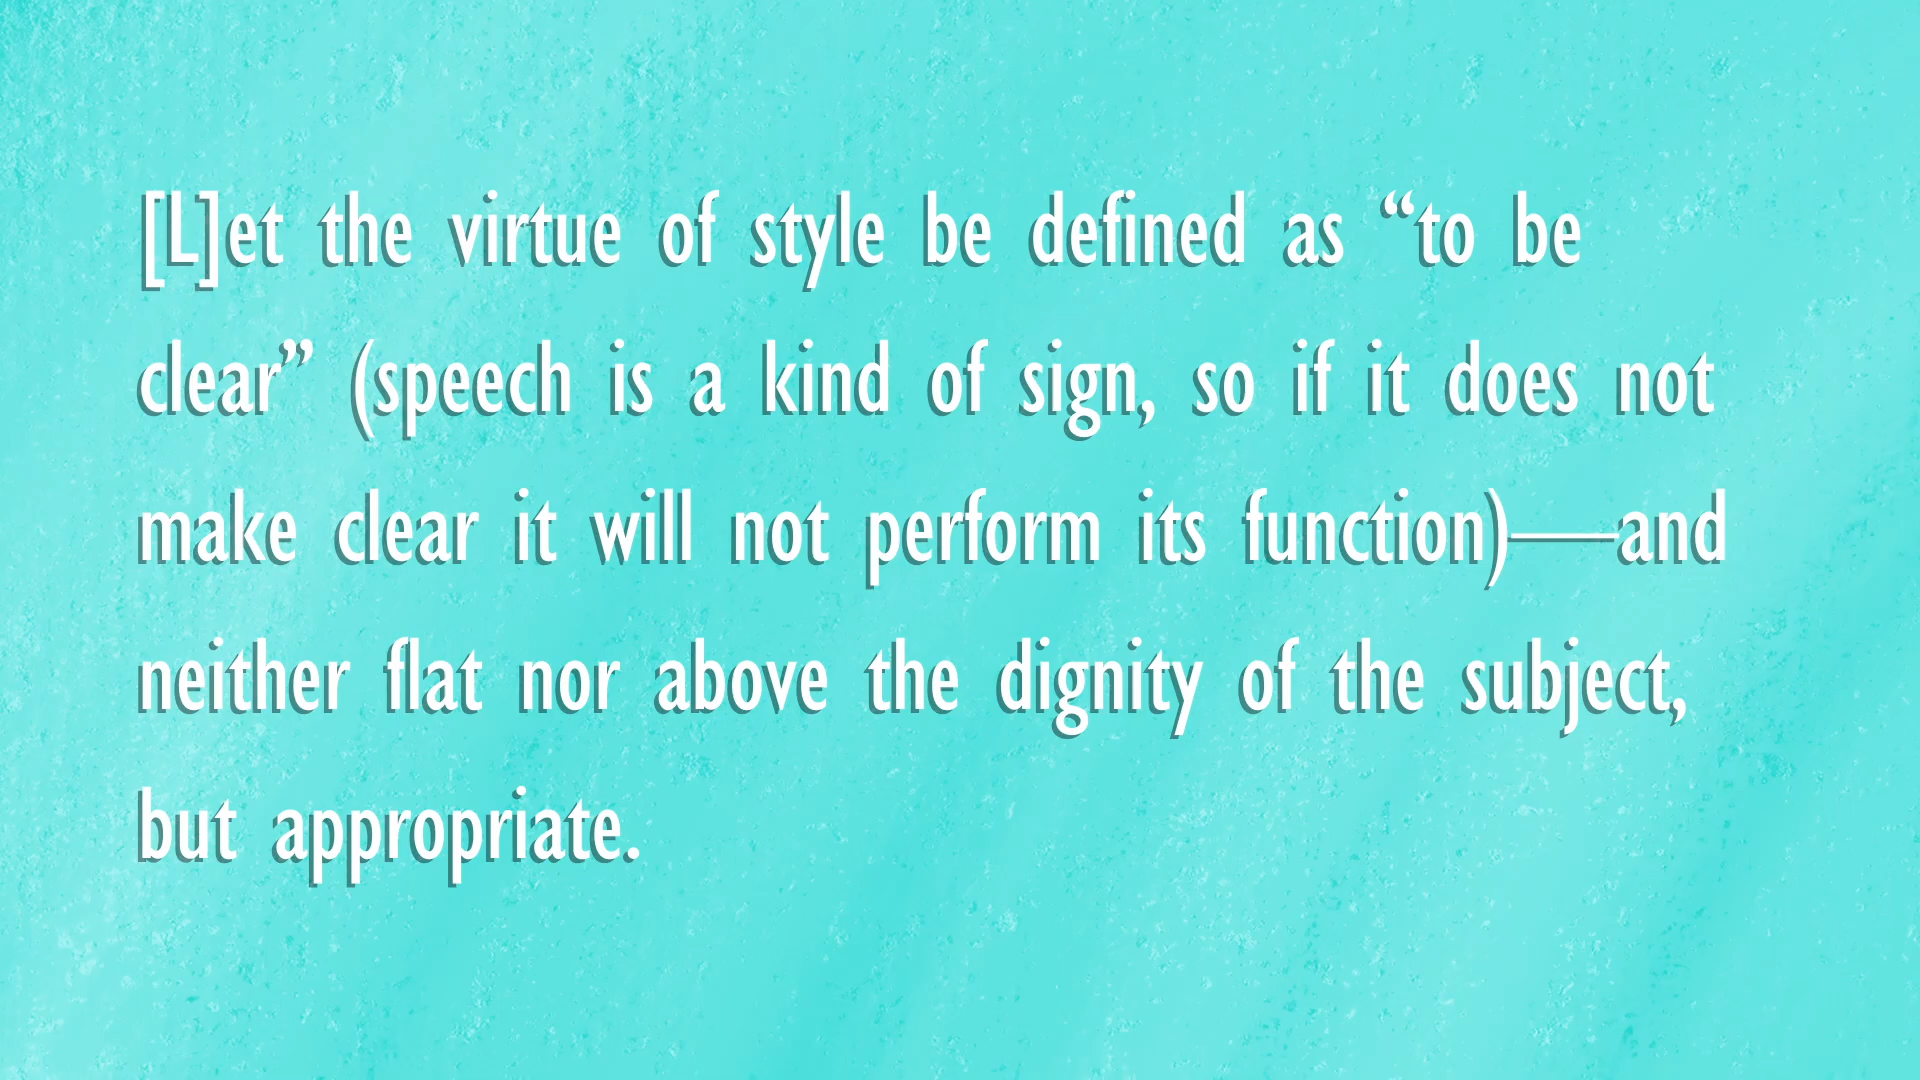 [L]et the virtue of style be defined as “to be
clear” (speech is a kind of sign, so if it does not
make clear it will not perform its function)—and
neither flat nor above the dignity of the subject,
but appropriate.